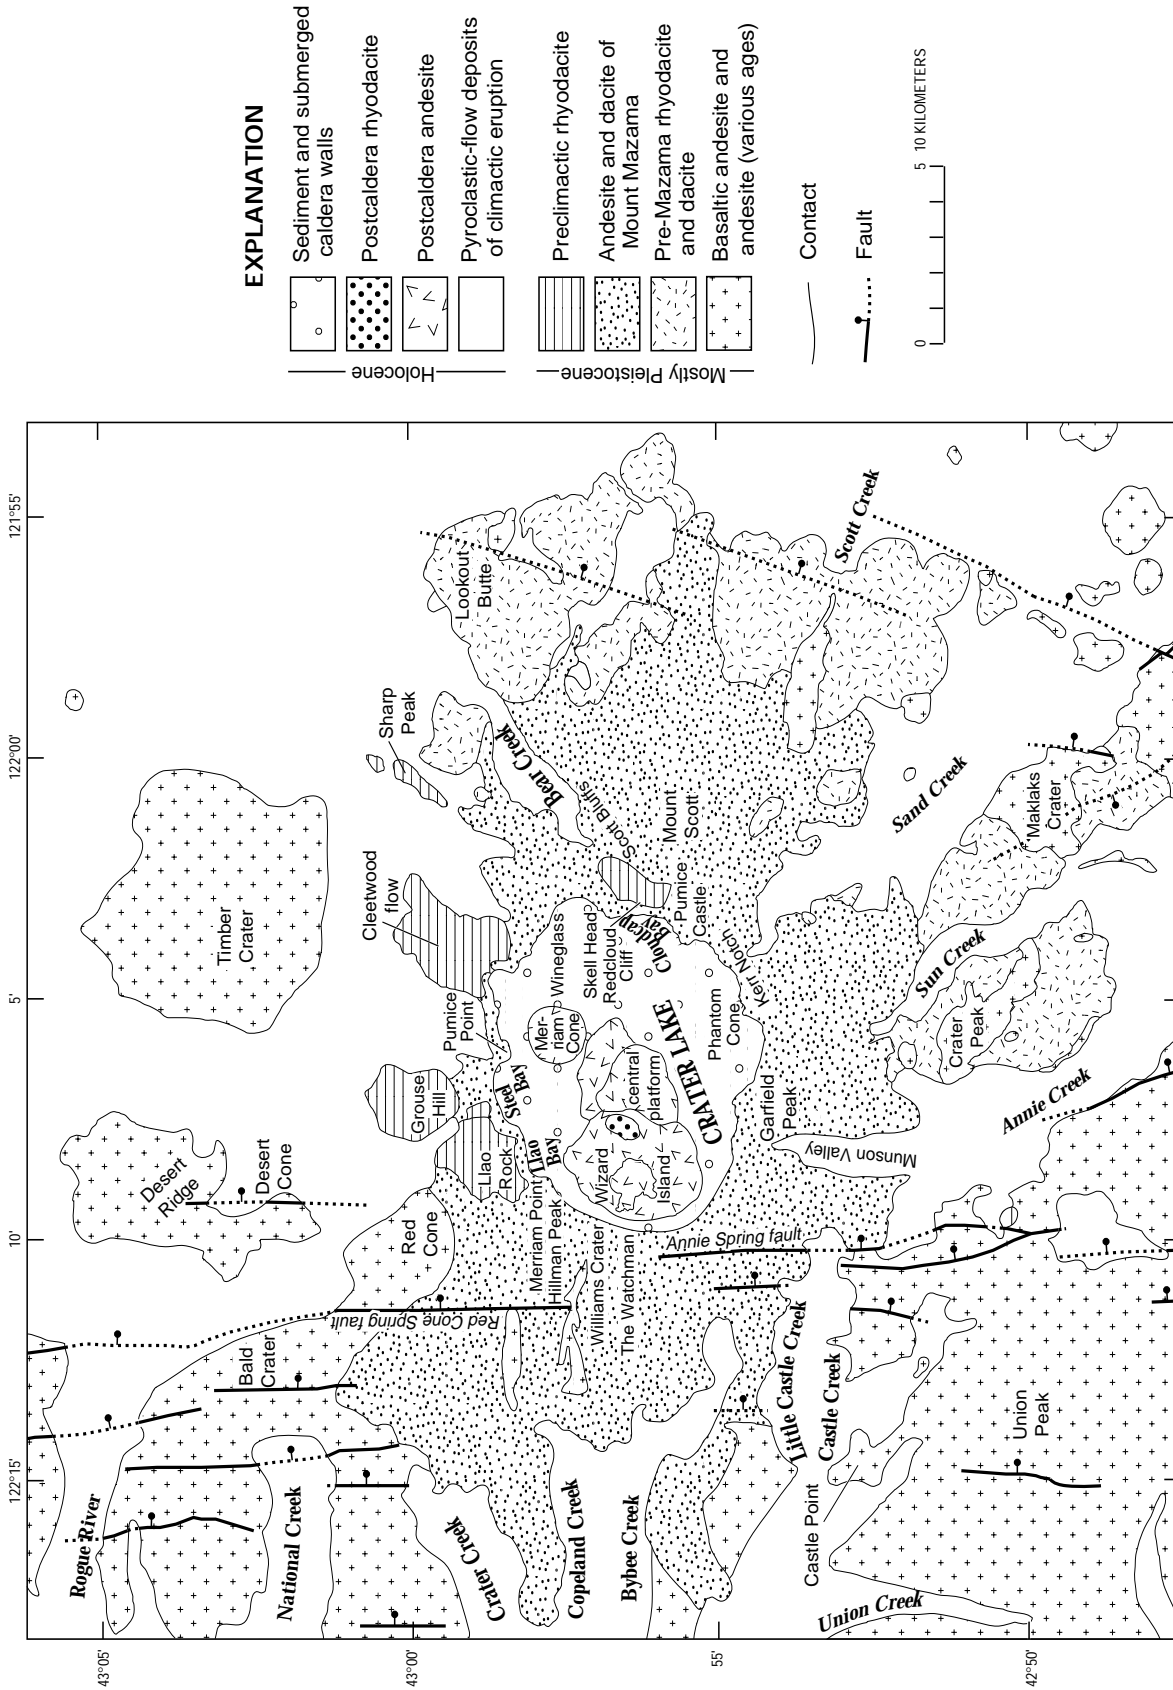 EXPLANATION
Sediment and submerged
caldera walls
Postcaldera rhyodacite
Postcaldera andesite
Pyroclastic-flow deposits
of climactic eruption
Holocene
Preclimactic rhyodacite
Andesite and dacite of
Mount Mazama
Pre-Mazama rhyodacite
and dacite
Basaltic andesite and
andesite (various ages)
Mostly Pleistocene
Contact
Fault
0
5
10 KILOMETERS
122°15'
10'
5'
122°00'
121°55'
43°05'
43°00'
55'
42°50'
Rogue River
National Creek
Bald
Crater
Desert
Ridge
Desert
Cone
Timber
Crater
Red
Cone
Red Cone Spring fault
Grouse
Hill
Llao
Rock
Pumice
Point
Cleetwood
flow
Sharp
Peak
Lookout
Butte
Bear Creek
Crater Creek
Copeland Creek
Bybee Creek
Merriam Point
Hillman Peak
Williams Crater
The Watchman
Llao
Bay
Steel
Bay
Mer-
riam
Cone
Wineglass
Skell Head
Redcloud
Cliff
Cloudcap
Bay
Scott Bluffs
Pumice
Castle
Mount
Scott
Wizard
Island
central
platform
CRATER LAKE
Phantom
Cone
Kerr Notch
Garfield
Peak
Munson Valley
Annie Spring fault
Scott Creek
Sand Creek
Sun Creek
Annie Creek
Crater
Peak
Maklaks
Crater
Little Castle Creek
Castle Creek
Castle Point
Union
Peak
Union Creek